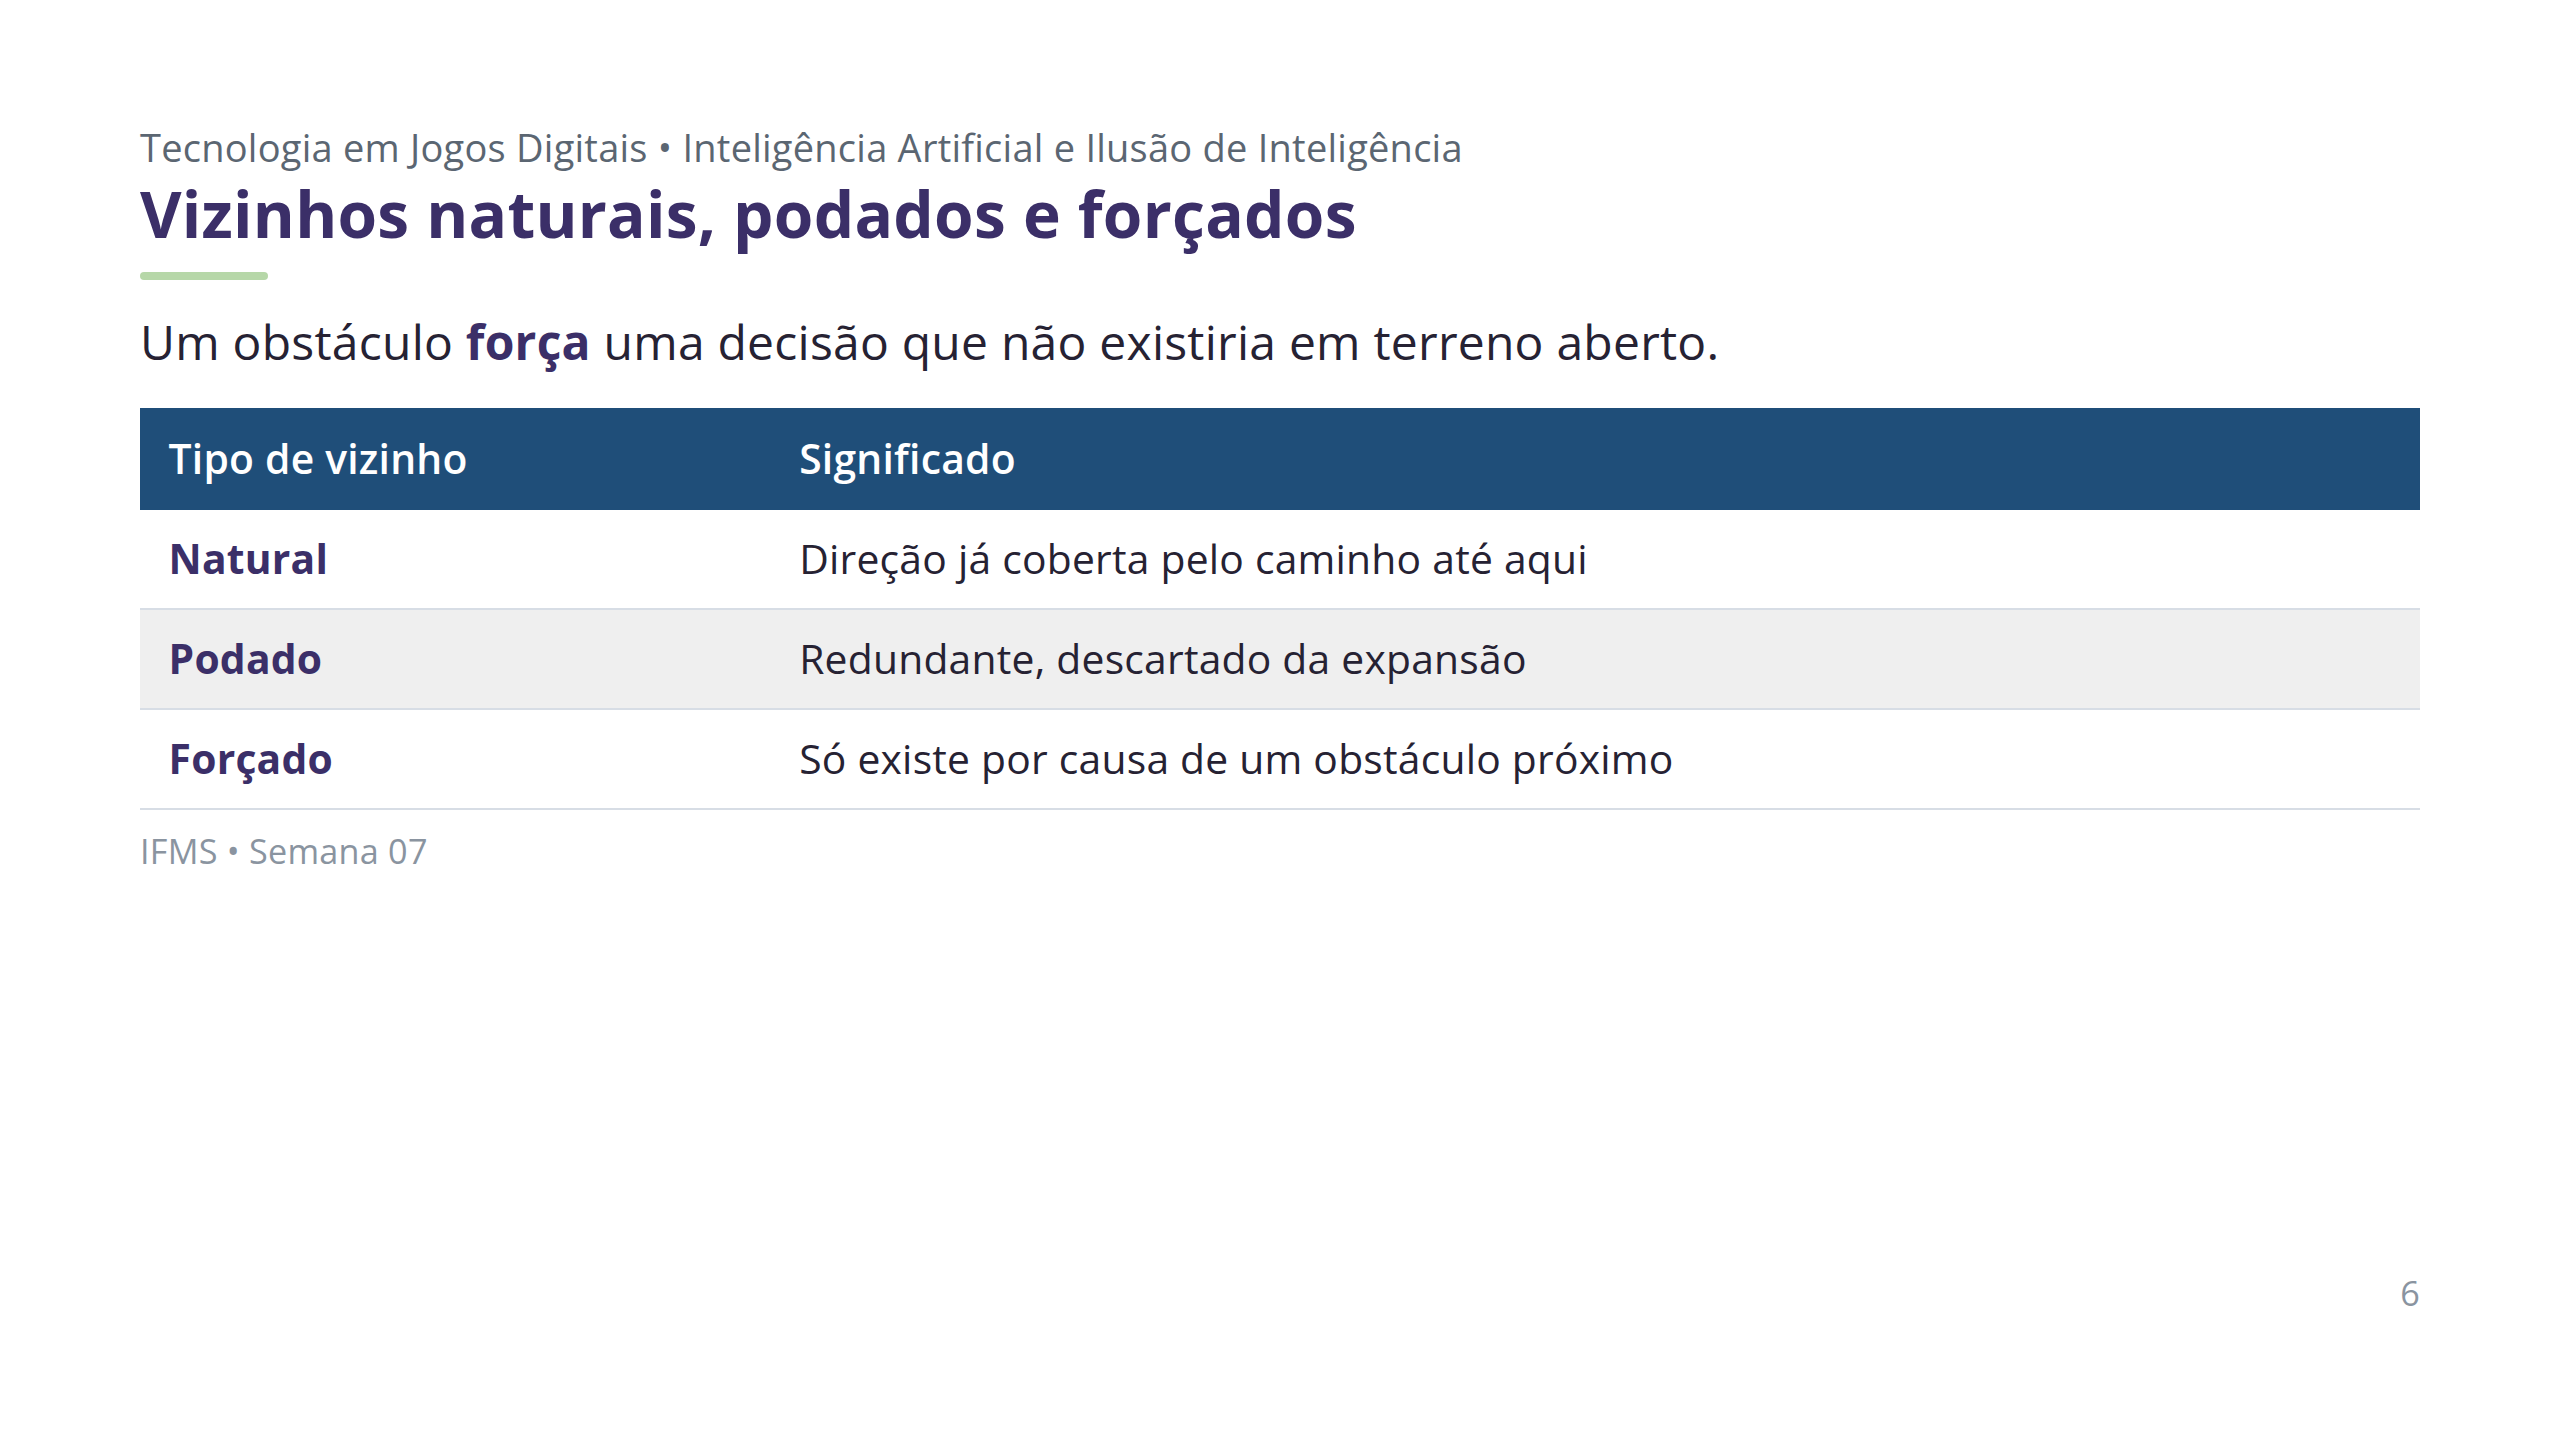 Tecnologia em Jogos Digitais • Inteligência Artificial e Ilusão de Inteligência
Vizinhos naturais, podados e forçados
Um obstáculo força uma decisão que não existiria em terreno aberto.
Tipo de vizinho Significado
Natural Direção já coberta pelo caminho até aqui
Podado Redundante, descartado da expansão
Forçado Só existe por causa de um obstáculo próximo
IFMS • Semana 07
6